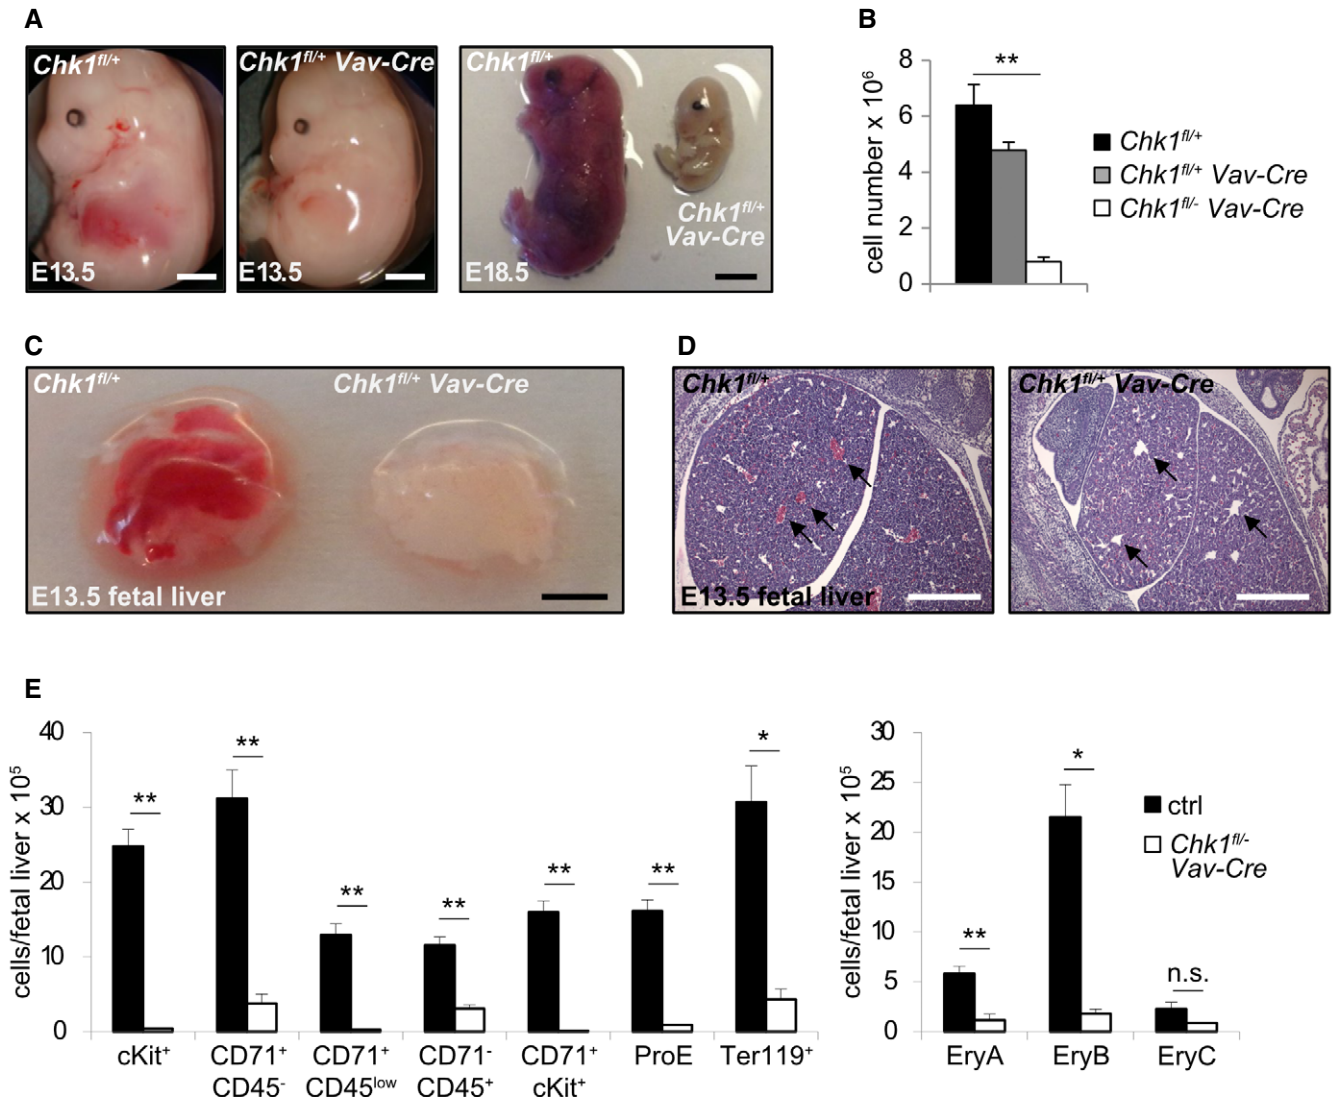 A
Chk1fl/+
E13.5
Chk1fl/+ Vav-Cre
E13.5
Chk1fl/+
Chk1fl/+
Vav-Cre
E18.5
B
cell number x 10⁶
8
6
4
2
0
**
Chk1fl/+
Chk1fl/+ Vav-Cre
Chk1fl/- Vav-Cre
C
Chk1fl/+
Chk1fl/+ Vav-Cre
E13.5 fetal liver
D
Chk1fl/+
E13.5 fetal liver
Chk1fl/+ Vav-Cre
E
cells/fetal liver x 10⁵
40
30
20
10
0
**
**
**
**
**
**
*
cKit⁺
CD71⁺
CD45⁻
CD71⁺
CD45low
CD71⁻
CD45⁺
CD71⁺
cKit⁺
ProE
Ter119⁺
cells/fetal liver x 10⁵
30
25
20
15
10
5
0
**
*
n.s.
EryA
EryB
EryC
ctrl
Chk1fl/-
Vav-Cre